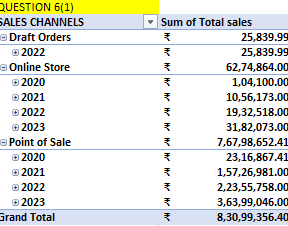 QUESTION 6(1)
SALES CHANNELS Sum of Total sales
Draft Orders ₹ 25,839.99
2022 ₹ 25,839.99
Online Store ₹ 62,74,864.00
2020 ₹ 1,04,100.00
2021 ₹ 10,56,173.00
2022 ₹ 19,32,518.00
2023 ₹ 31,82,073.00
Point of Sale ₹ 7,67,98,652.41
2020 ₹ 23,16,867.41
2021 ₹ 1,57,26,981.00
2022 ₹ 2,23,55,758.00
2023 ₹ 3,63,99,046.00
Grand Total ₹ 8,30,99,356.40